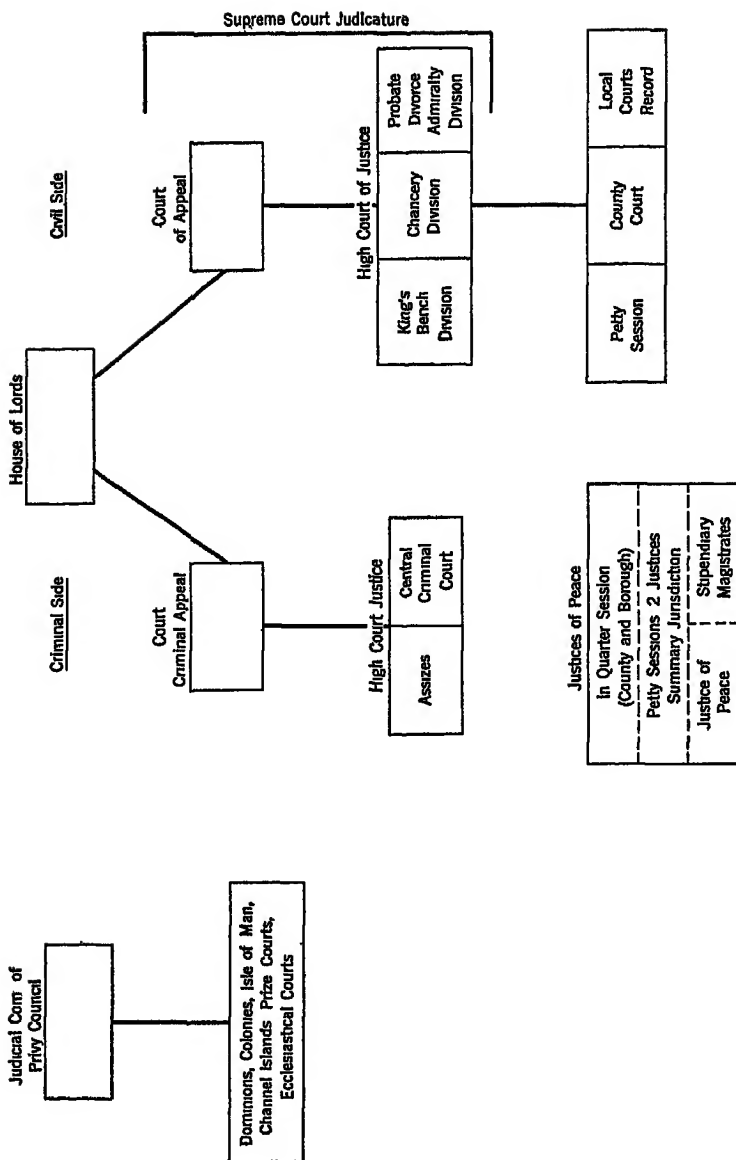 Judicial Com of
Privy Council
Dominions, Colonies, Isle of Man,
Channel Islands Prize Courts,
Ecclesiastical Courts
House of Lords
Criminal Side
Civil Side
Court
Criminal Appeal
Court
of Appeal
Supreme Court Judicature
High Court Justice
Assizes
Central
Criminal
Court
High Court of Justice
King's
Bench
Division
Chancery
Division
Probate
Divorce
Admiralty
Division
Justices of Peace
In Quarter Session
(County and Borough)
Petty Sessions 2 Justices
Summary Jurisdiction
Justice of
Peace
Stipendiary
Magistrates
Petty
Session
County
Court
Local
Courts
Record